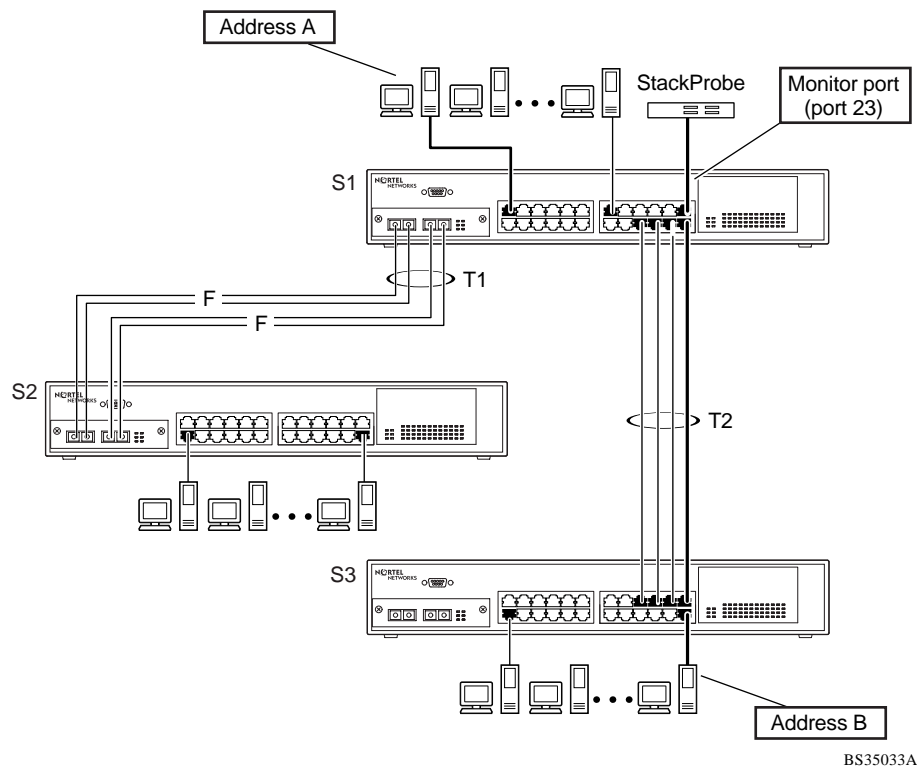 Address A
StackProbe
Monitor port
(port 23)
S1
NORTEL
NETWORKS
T1
F
F
S2
NORTEL
NETWORKS
T2
S3
NORTEL
NETWORKS
Address B
BS35033A